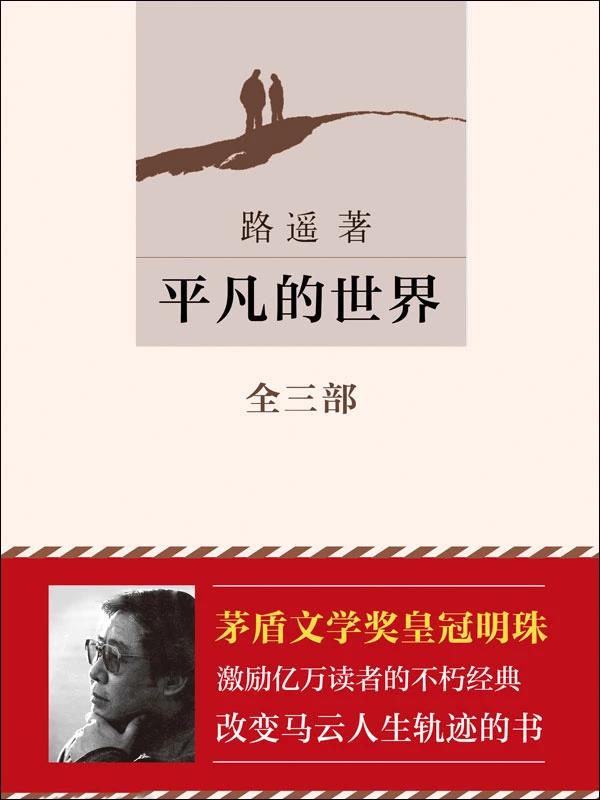 路遥 著
平凡的世界
全三部
茅盾文学奖皇冠明珠
激励亿万读者的不朽经典
改变马云人生轨迹的书